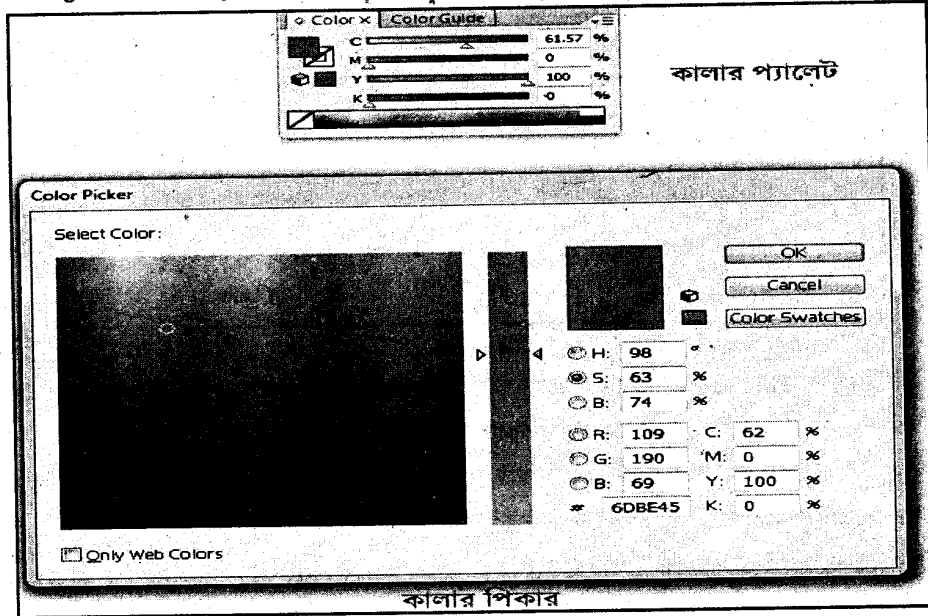 Color × Color Guide
C 61.57 %
M 0 %
কালার প্যালেট
Y 100 %
K 0 %
Color Picker
Select Color:
OK
Cancel
Color Swatches
H: 98 °
S: 63 %
B: 74 %
R: 109 C: 62 %
G: 190 M: 0 %
B: 69 Y: 100 %
# 6DBE45 K: 0 %
Only Web Colors
কালার পিকার